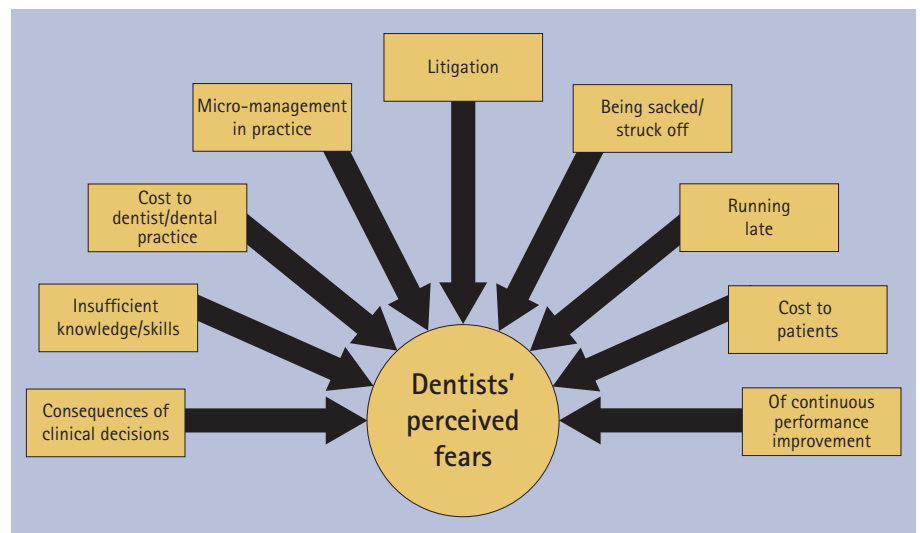 Litigation
Micro-management
in practice
Being sacked/
struck off
Cost to
dentist/dental
practice
Running
late
Insufficient
knowledge/skills
Cost to
patients
Consequences of
clinical decisions
Of continuous
performance
improvement
Dentists'
perceived
fears